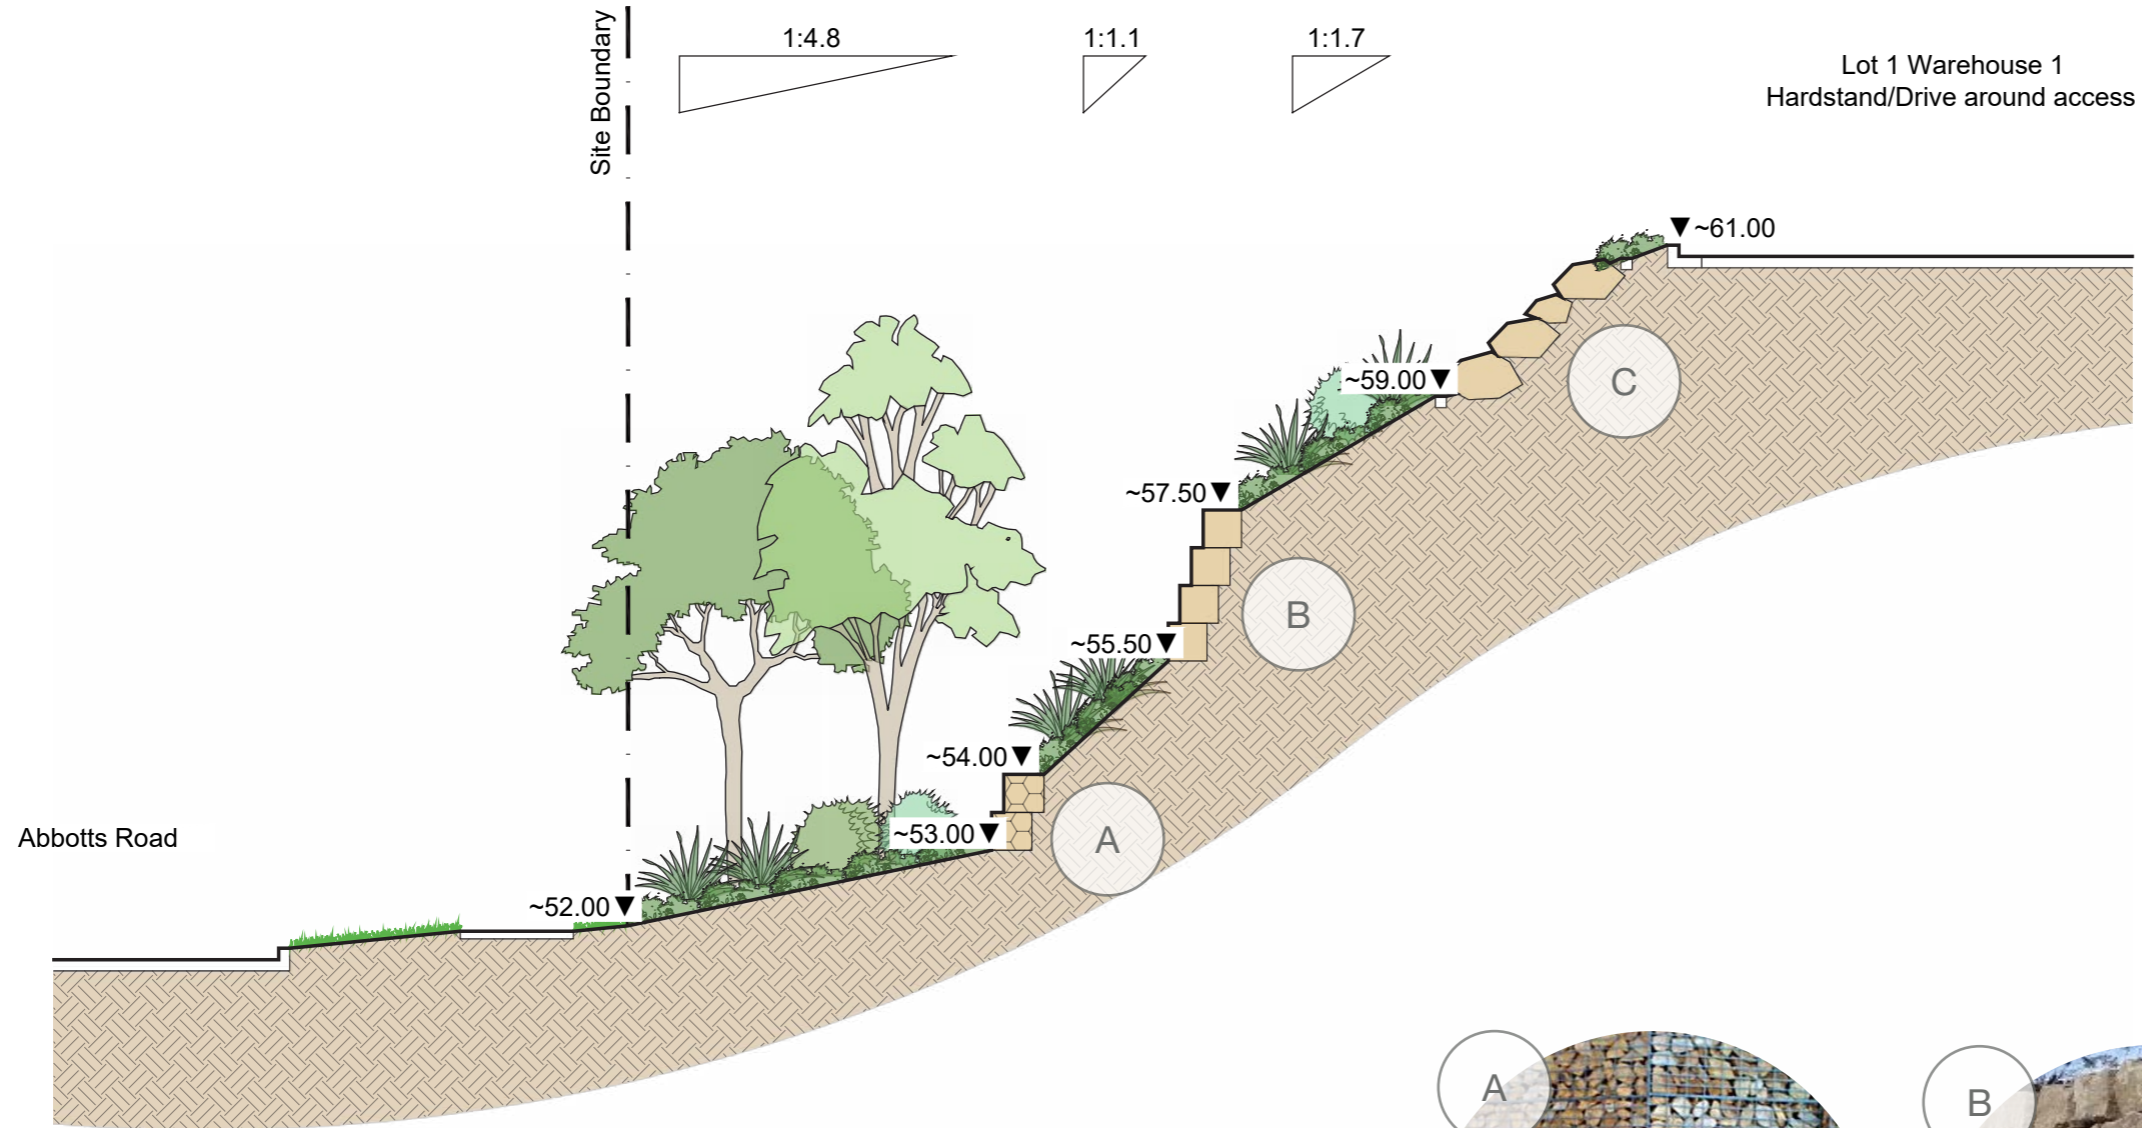 Site Boundary
1:4.8
1:1.1
1:1.7
Lot 1 Warehouse 1
Hardstand/Drive around access
~61.00
~59.00
C
~57.50
B
~55.50
~54.00
~53.00
A
Abbotts Road
~52.00
A
B